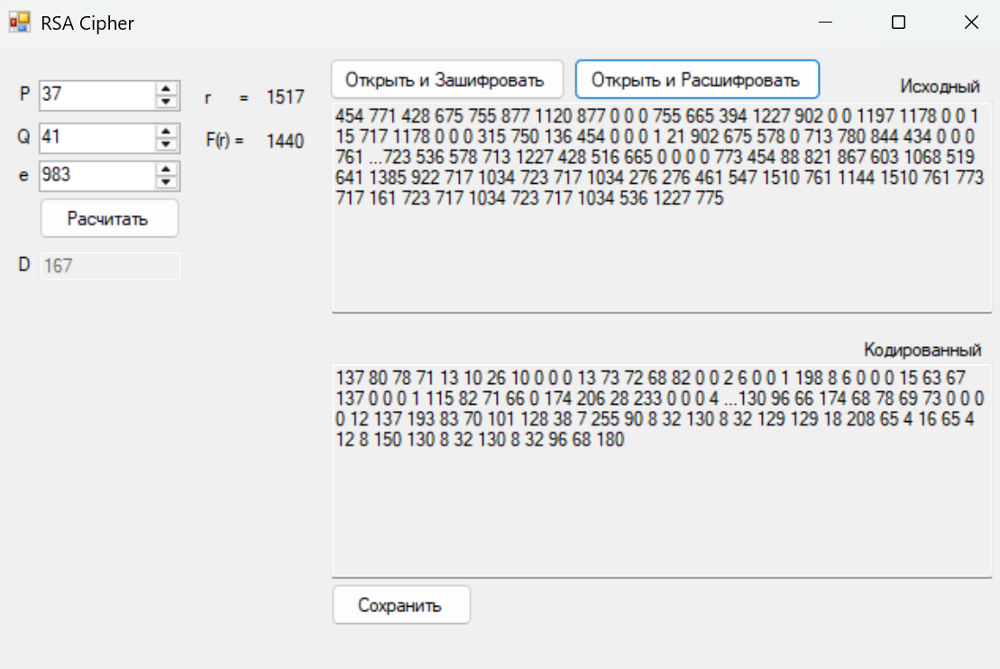 RSA Cipher
P 37 r = 1517
Q 41 F(r) = 1440
e 983
Расчитать
D 167
Открыть и Зашифровать Открыть и Расшифровать Исходный
454 771 428 675 755 877 1120 877 0 0 0 755 665 394 1227 902 0 0 1197 1178 0 0 1
15 717 1178 0 0 0 315 750 136 454 0 0 0 1 21 902 675 578 0 713 780 844 434 0 0 0
761 ...723 536 578 713 1227 428 516 665 0 0 0 0 773 454 88 821 867 603 1068 519
641 1385 922 717 1034 723 717 1034 276 276 461 547 1510 761 1144 1510 761 773
717 161 723 717 1034 723 717 1034 536 1227 775
Кодированный
137 80 78 71 13 10 26 10 0 0 0 13 73 72 68 82 0 0 2 6 0 0 1 198 8 6 0 0 0 15 63 67
137 0 0 0 1 115 82 71 66 0 174 206 28 233 0 0 0 4 ...130 96 66 174 68 78 69 73 0 0 0
0 12 137 193 83 70 101 128 38 7 255 90 8 32 130 8 32 129 129 18 208 65 4 16 65 4
12 8 150 130 8 32 130 8 32 96 68 180
Сохранить